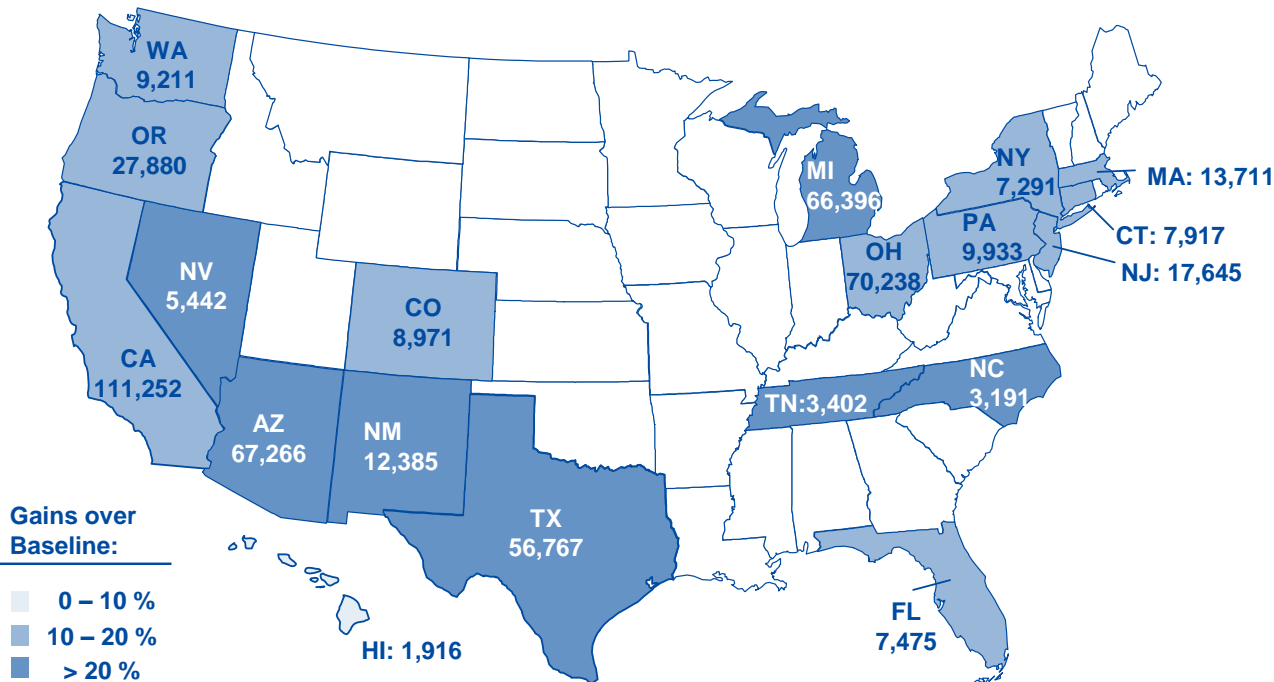 WA
9,211
OR
27,880
CA
111,252
NV
5,442
AZ
67,266
NM
12,385
CO
8,971
TX
56,767
MI
66,396
OH
70,238
NY
7,291
PA
9,933
MA: 13,711
CT: 7,917
NJ: 17,645
TN:3,402
NC
3,191
FL
7,475
HI: 1,916
Gains over
Baseline:
0 – 10 %
10 – 20 %
> 20 %